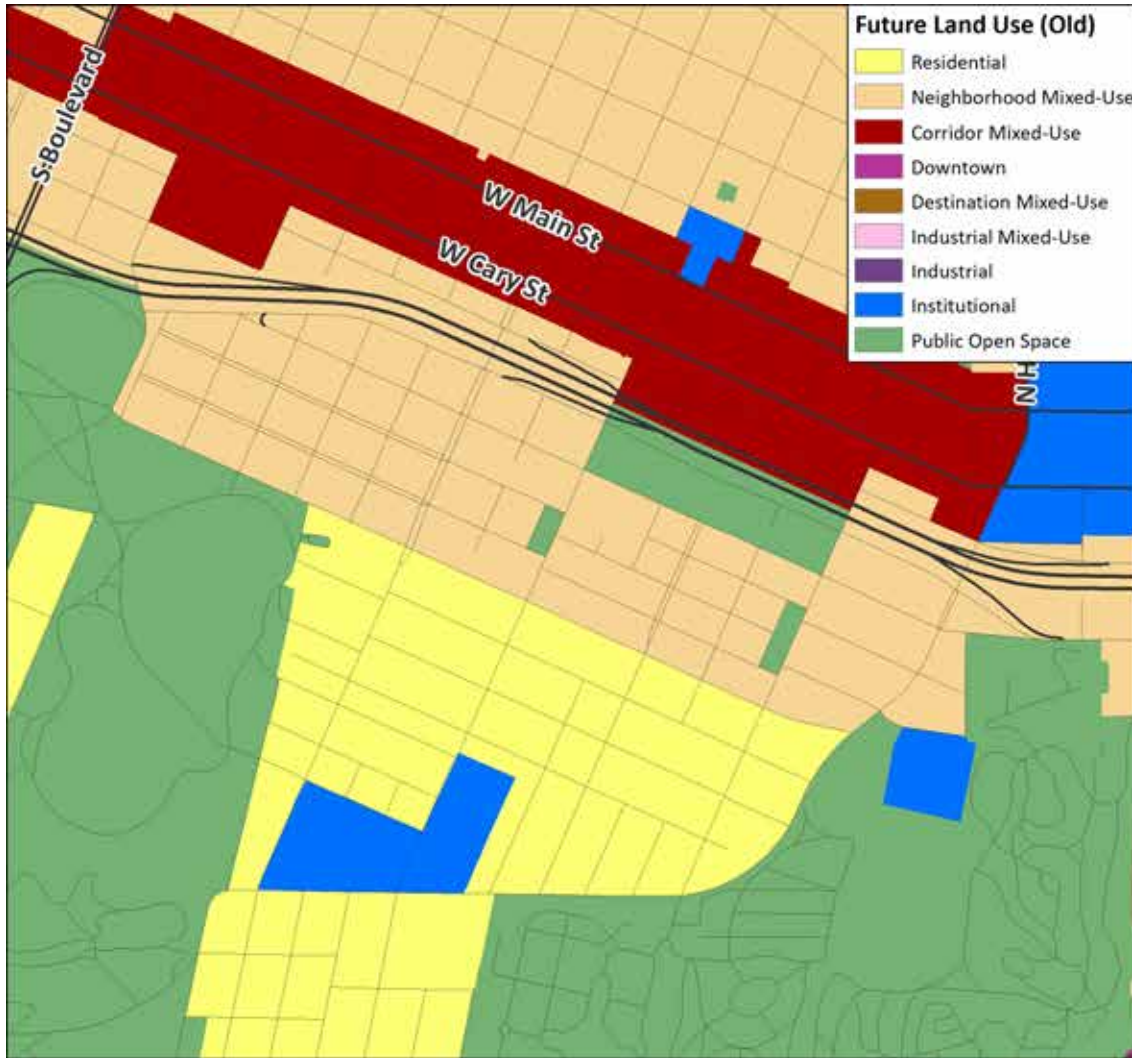 Future Land Use (Old)
Residential
Neighborhood Mixed-Use
Corridor Mixed-Use
Downtown
Destination Mixed-Use
Industrial Mixed-Use
Industrial
Institutional
Public Open Space
S Boulevard
W Main St
W Cary St
N H